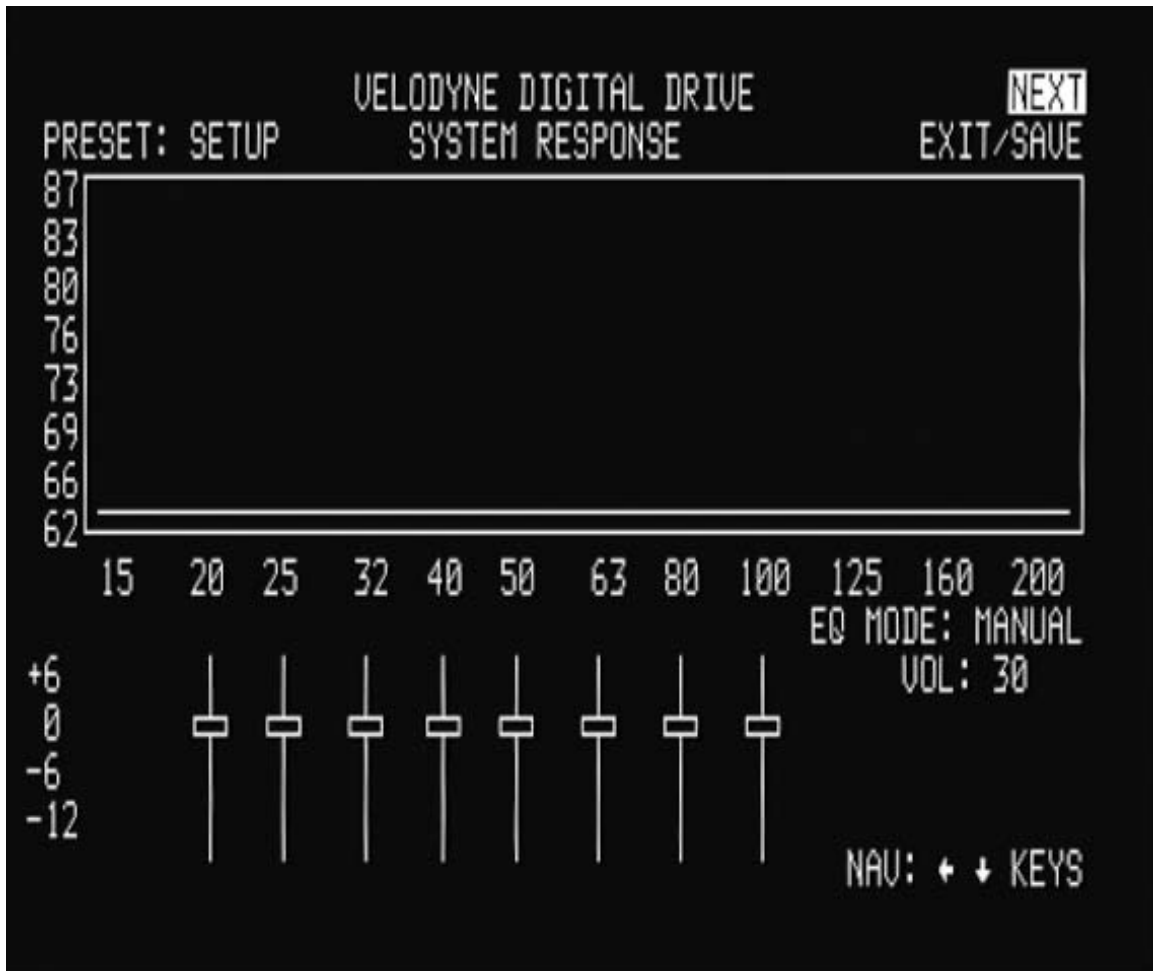 VELODYNE DIGITAL DRIVE NEXT
PRESET: SETUP SYSTEM RESPONSE EXIT/SAVE
87
83
80
76
73
69
66
62
15 20 25 32 40 50 63 80 100 125 160 200
EQ MODE: MANUAL
+6 VOL: 30
0
-6
-12
NAV: ← ↓ KEYS